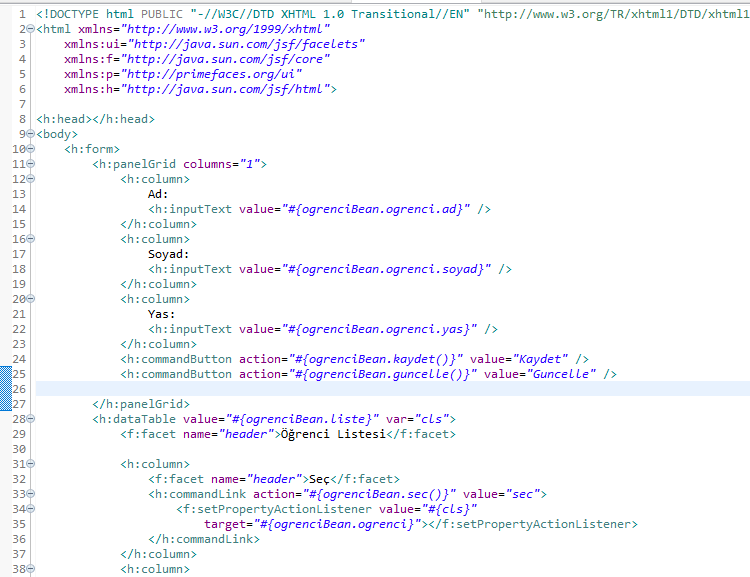 1 <!DOCTYPE html PUBLIC "-//W3C//DTD XHTML 1.0 Transitional//EN" "http://www.w3.org/TR/xhtml1/DTD/xhtml1
2 <html xmlns="http://www.w3.org/1999/xhtml"
3     xmlns:ui="http://java.sun.com/jsf/facelets"
4     xmlns:f="http://java.sun.com/jsf/core"
5     xmlns:p="http://primefaces.org/ui"
6     xmlns:h="http://java.sun.com/jsf/html">
7
8 <h:head></h:head>
9 <body>
10     <h:form>
11         <h:panelGrid columns="1">
12             <h:column>
13                 Ad:
14                 <h:inputText value="#{ogrenciBean.ogrenci.ad}" />
15             </h:column>
16             <h:column>
17                 Soyad:
18                 <h:inputText value="#{ogrenciBean.ogrenci.soyad}" />
19             </h:column>
20             <h:column>
21                 Yas:
22                 <h:inputText value="#{ogrenciBean.ogrenci.yas}" />
23             </h:column>
24             <h:commandButton action="#{ogrenciBean.kaydet()}" value="Kaydet" />
25             <h:commandButton action="#{ogrenciBean.guncelle()}" value="Guncelle" />
26
27         </h:panelGrid>
28         <h:dataTable value="#{ogrenciBean.liste}" var="cls">
29             <f:facet name="header">Öğrenci Listesi</f:facet>
30
31             <h:column>
32                 <f:facet name="header">Seç</f:facet>
33                 <h:commandLink action="#{ogrenciBean.sec()}" value="sec">
34                     <f:setPropertyActionListener value="#{cls}"
35                         target="#{ogrenciBean.ogrenci}"></f:setPropertyActionListener>
36                 </h:commandLink>
37             </h:column>
38             <h:column>